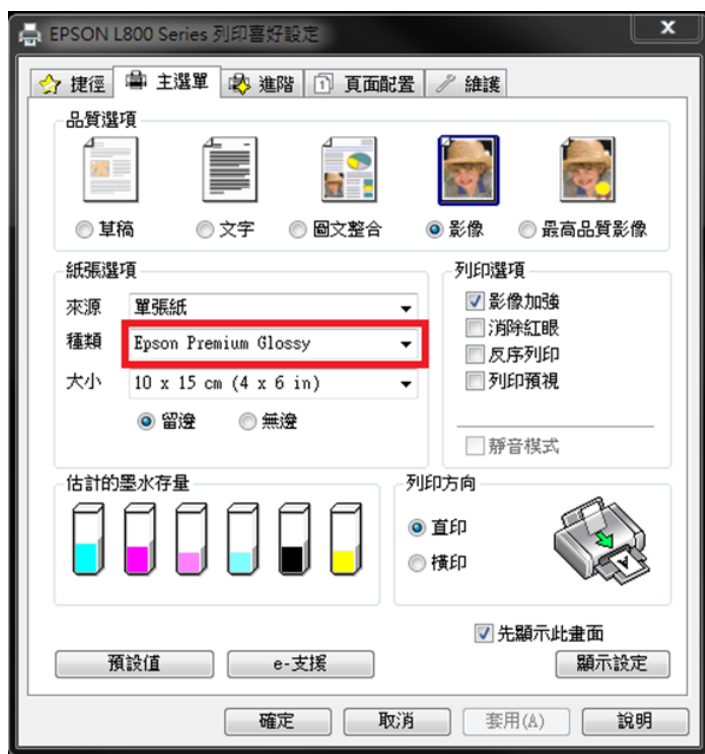 EPSON L800 Series 列印喜好設定
x
捷徑 主選單 進階 1 頁面配置 維護
品質選項
草稿 文字 圖文整合 影像 最高品質影像
紙張選項
來源 單張紙
種類 Epson Premium Glossy
大小 10 x 15 cm (4 x 6 in)
留邊 無邊
列印選項
影像加強
消除紅眼
反序列印
列印預視
靜音模式
估計的墨水存量
列印方向
直印
橫印
A
先顯示此畫面
預設值 e-支援 顯示設定
確定 取消 套用(A) 說明